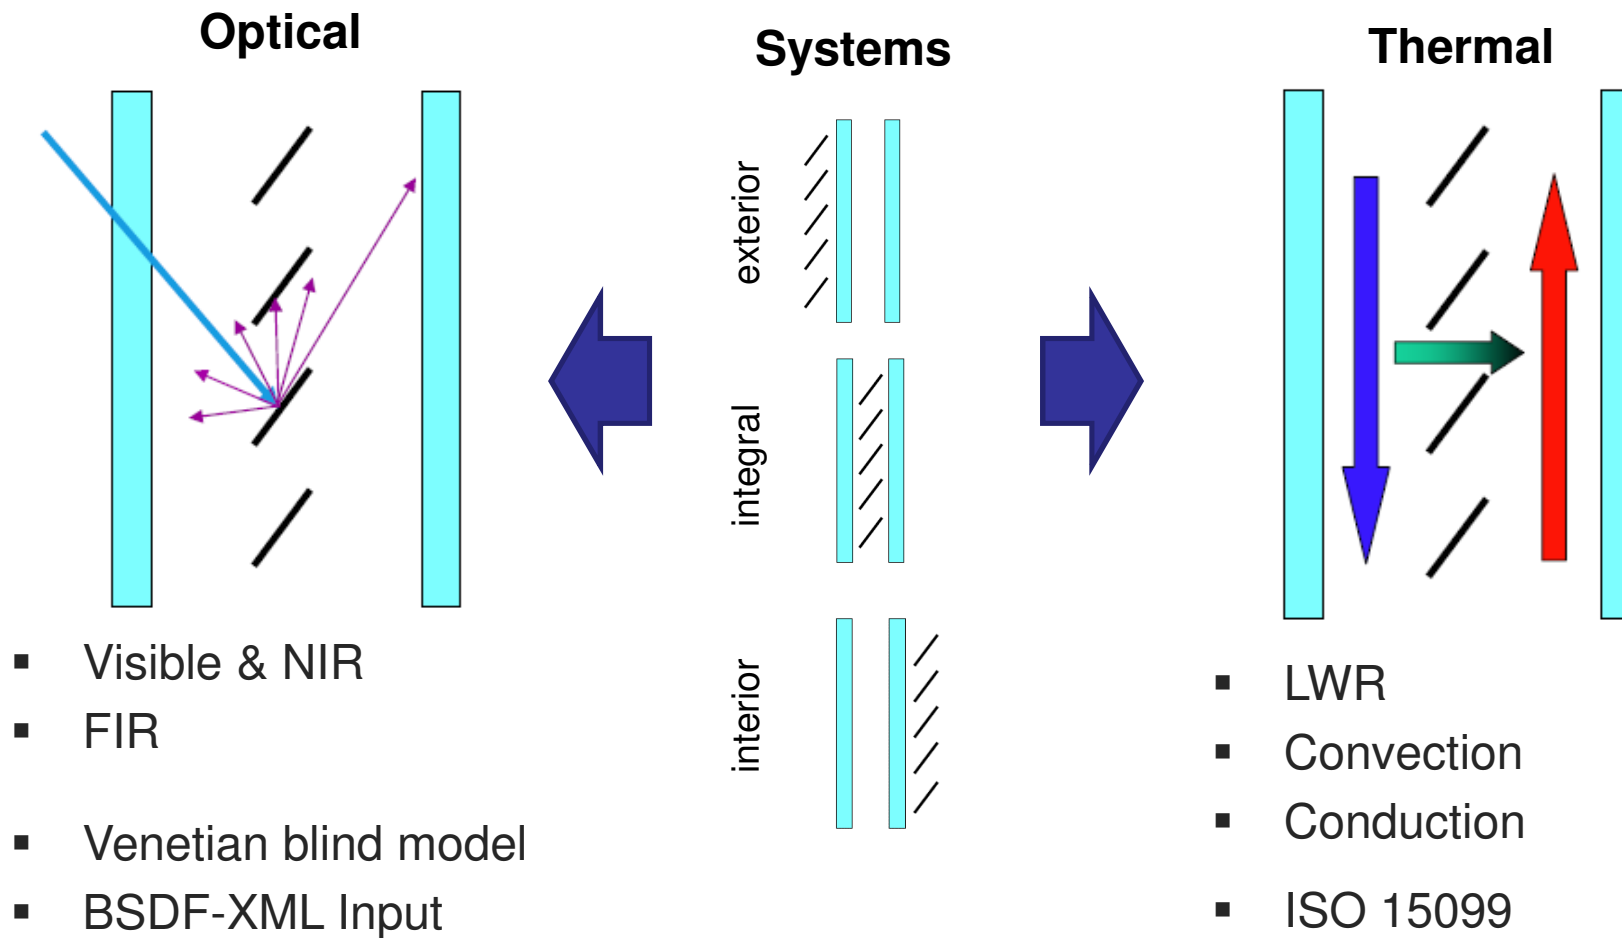 Optical
Systems
Thermal
exterior
integral
interior
▪ Visible & NIR
▪ FIR
▪ Venetian blind model
▪ BSDF-XML Input
▪ LWR
▪ Convection
▪ Conduction
▪ ISO 15099